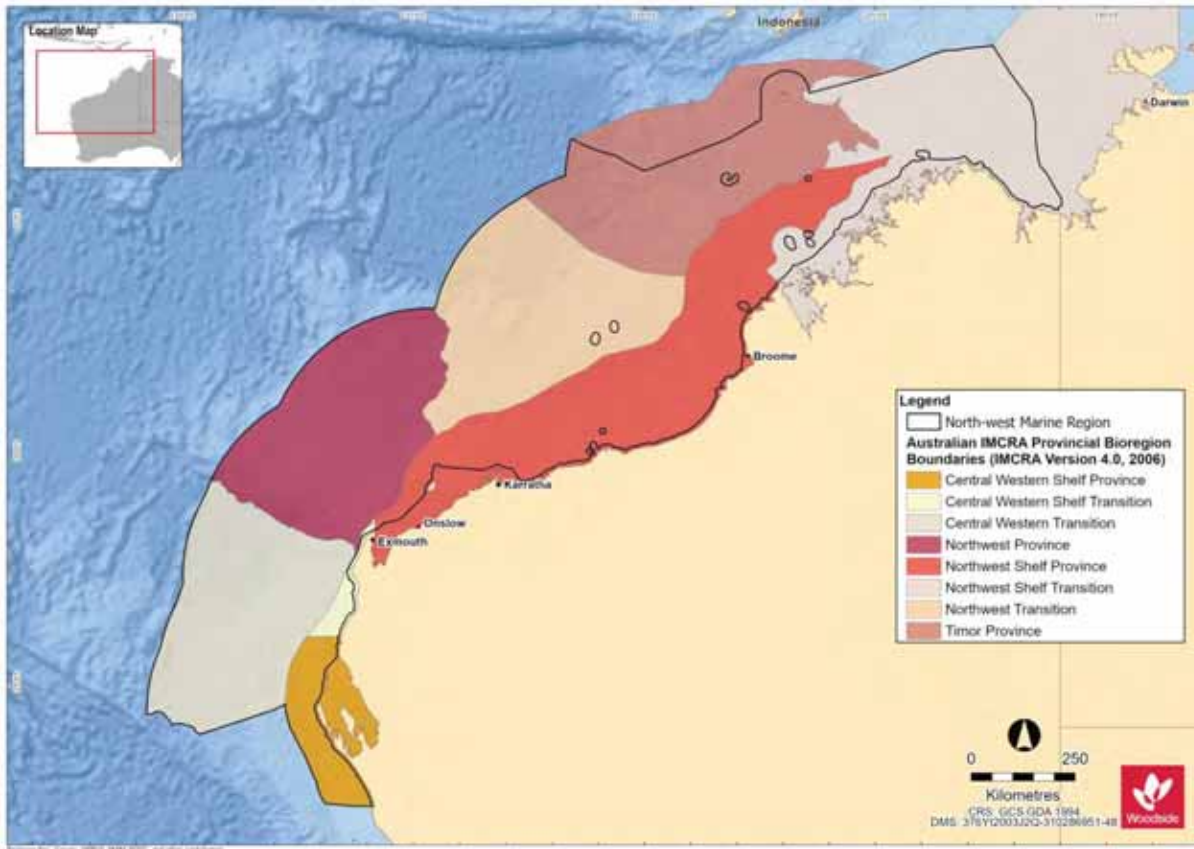 Location Map
Indonesia
Darwin
Broome
Karratha
Onslow
Exmouth
Legend
North-west Marine Region
Australian IMCRA Provincial Bioregion
Boundaries (IMCRA Version 4.0, 2006)
Central Western Shelf Province
Central Western Shelf Transition
Central Western Transition
Northwest Province
Northwest Shelf Province
Northwest Shelf Transition
Northwest Transition
Timor Province
0 250
Kilometres
CRS: GCS GDA 1994
Woodside